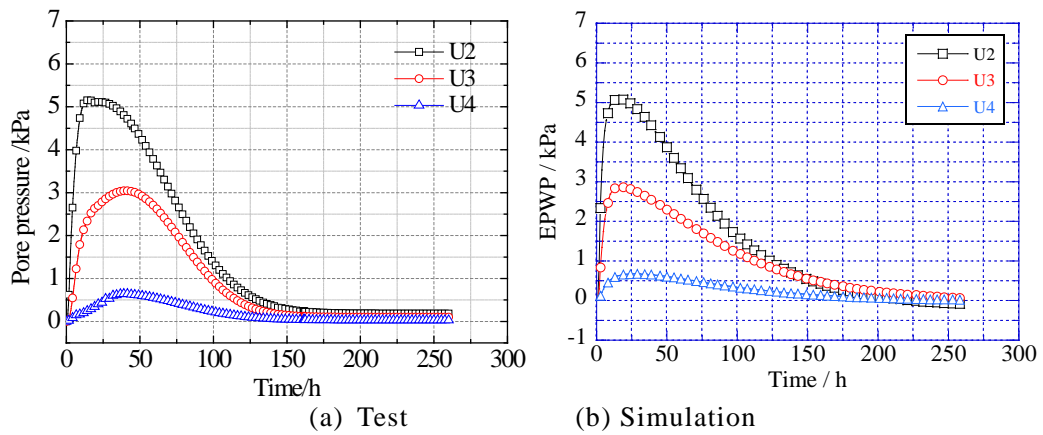 7
6
5
4
3
2
1
0
Pore pressure /kPa
U2
U3
U4
0 50 100 150 200 250 300
Time/h
(a) Test
7
6
5
4
3
2
1
0
-1
EPWP / kPa
U2
U3
U4
0 50 100 150 200 250 300
Time / h
(b) Simulation